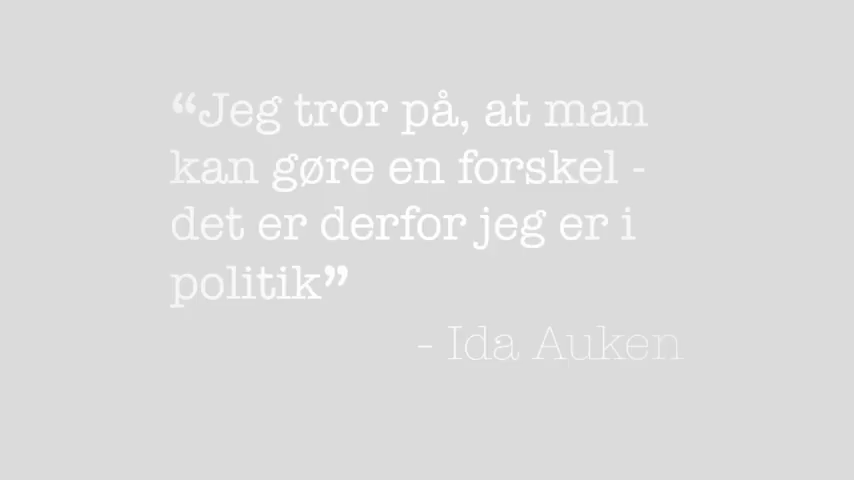 “Jeg tror på, at man
kan gøre en forskel -
det er derfor jeg er i
politik”
- Ida Auken